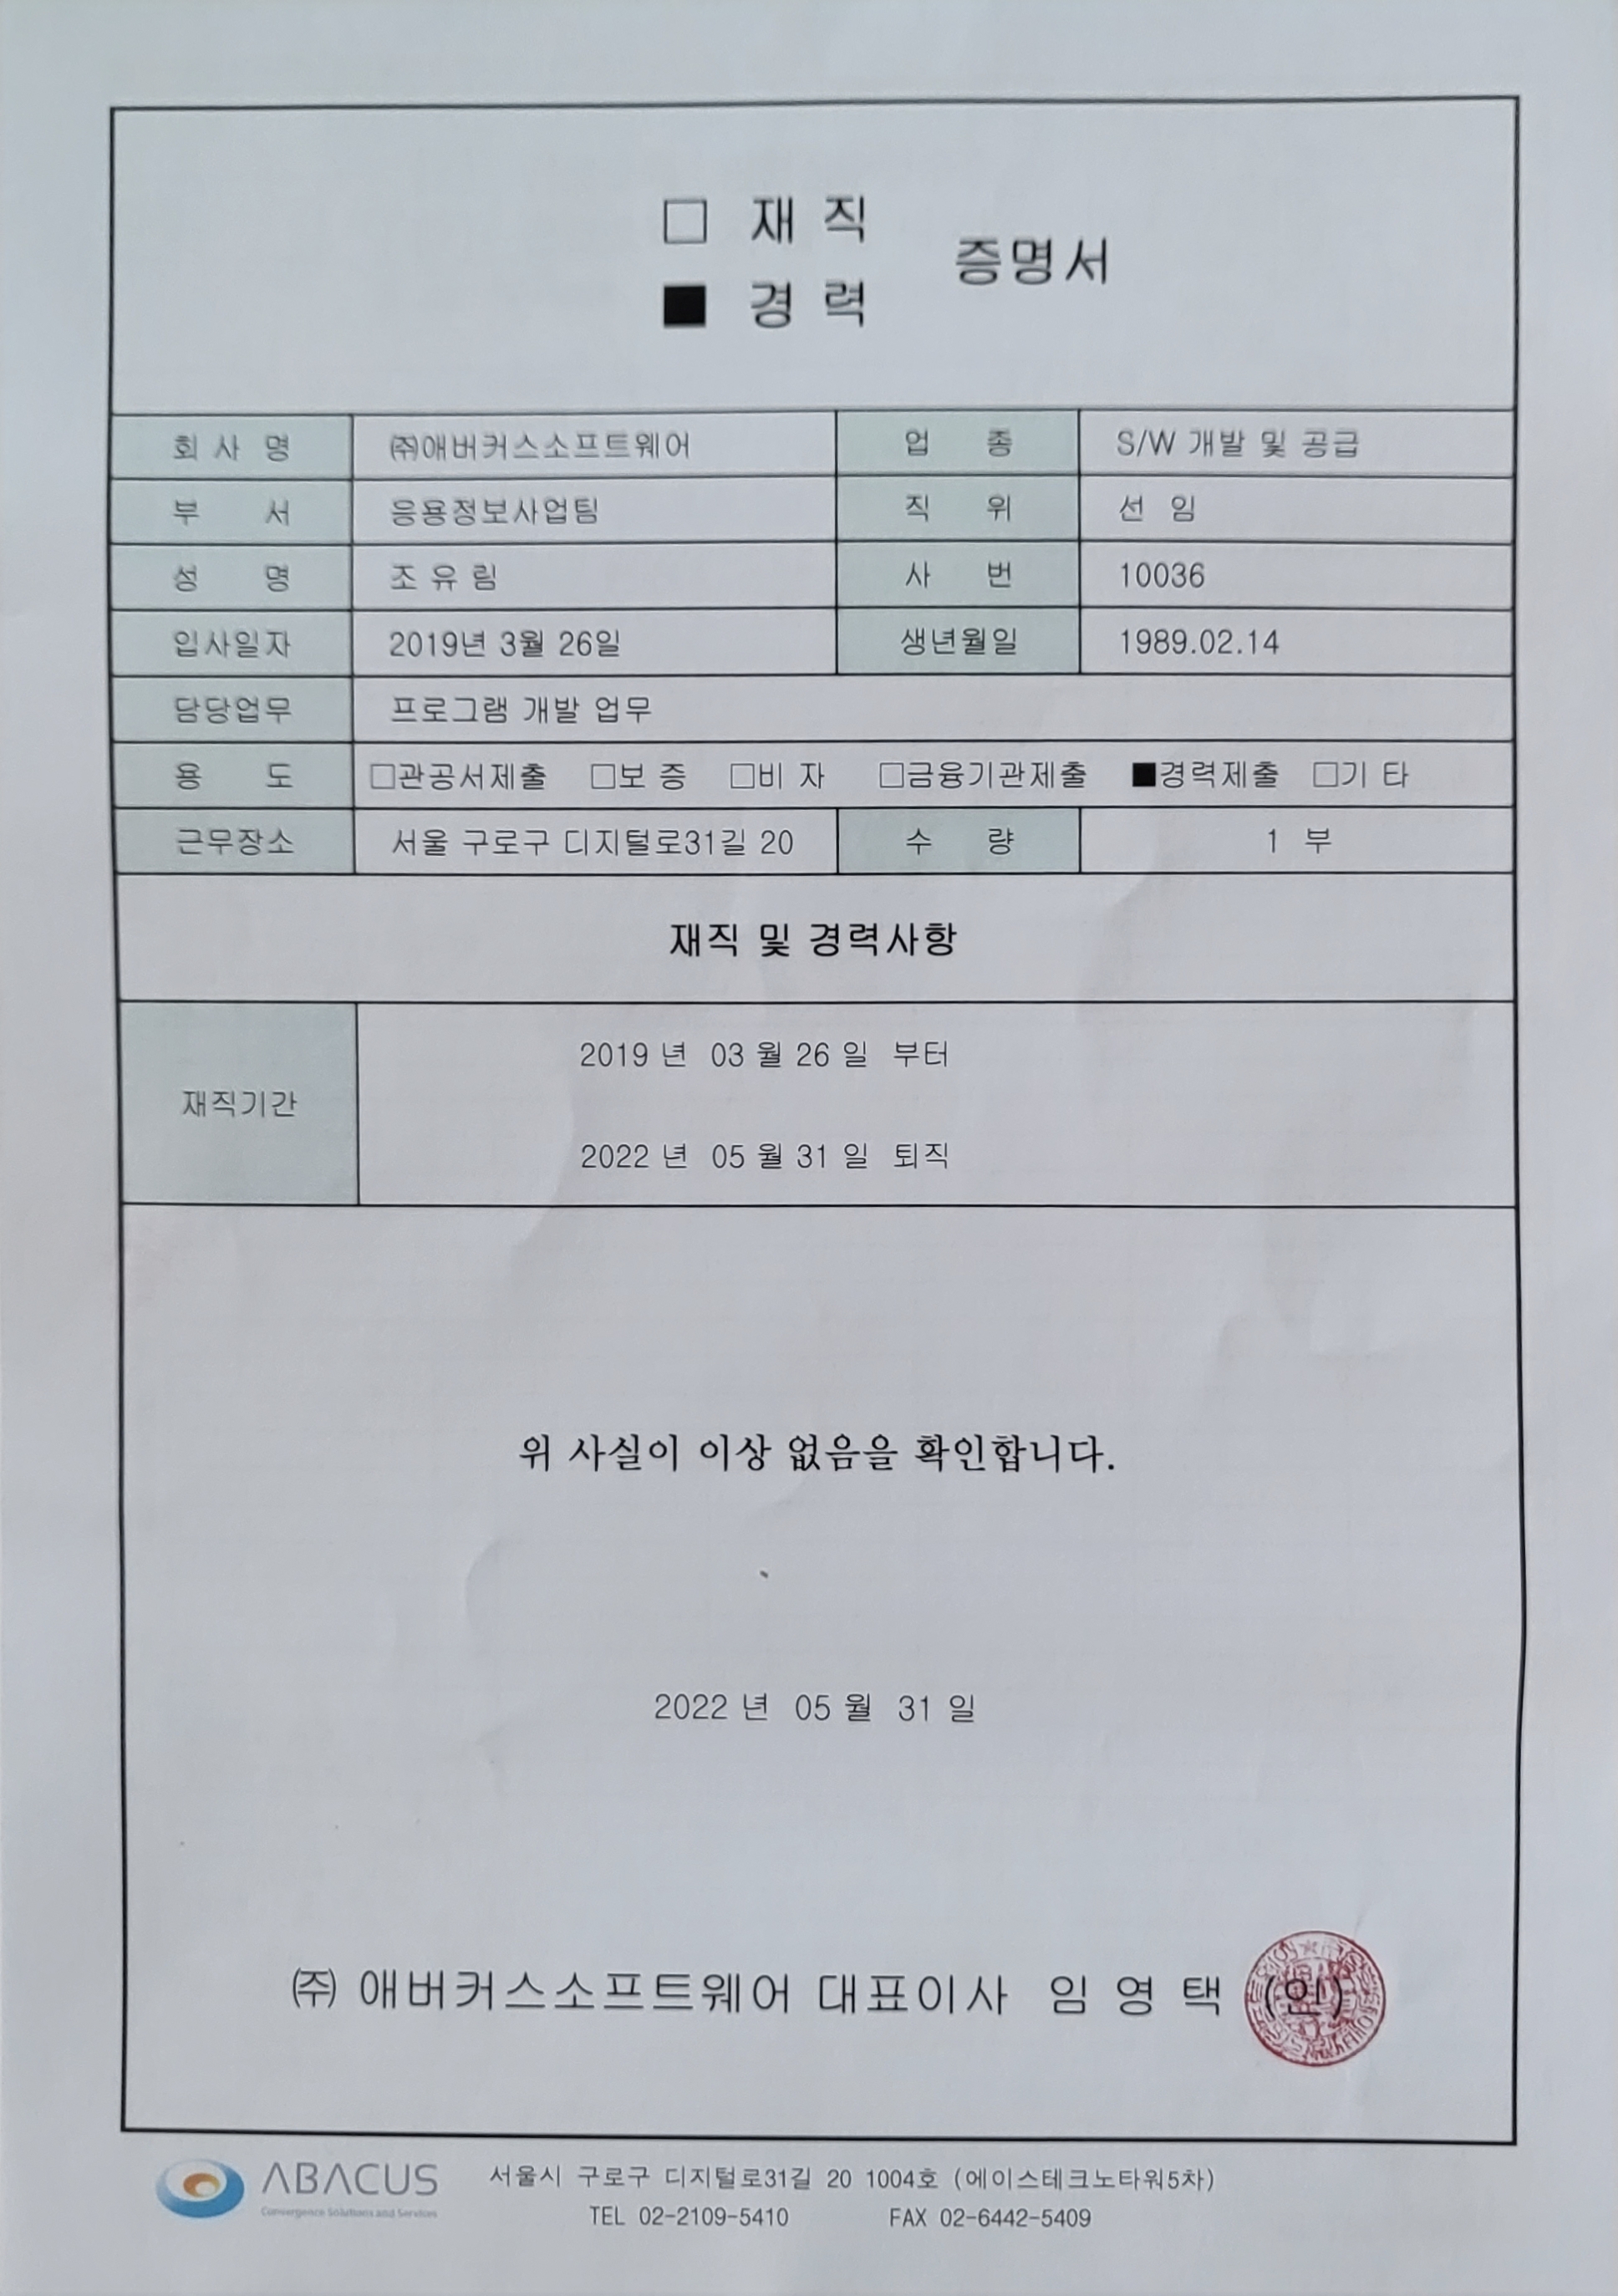 □ 재 직
■ 경 력
증명서
회 사 명 ㈜애버커스소프트웨어 업 종 S/W 개발 및 공급
부 서 응용정보사업팀 직 위 선 임
성 명 조 유 림 사 번 10036
입사일자 2019년 3월 26일 생년월일 1989.02.14
담당업무 프로그램 개발 업무
용 도 □관공서제출 □보 증 □비 자 □금융기관제출 ■경력제출 □기 타
근무장소 서울 구로구 디지털로31길 20 수 량 1 부
재직 및 경력사항
재직기간
2019 년 03 월 26 일 부터
2022 년 05 월 31 일 퇴직
위 사실이 이상 없음을 확인합니다.
2022 년 05 월 31 일
㈜ 애버커스소프트웨어 대표이사 임 영 택 (인)
ABACUS
Convergence Solutions and Services
서울시 구로구 디지털로31길 20 1004호 (에이스테크노타워5차)
TEL 02-2109-5410 FAX 02-6442-5409